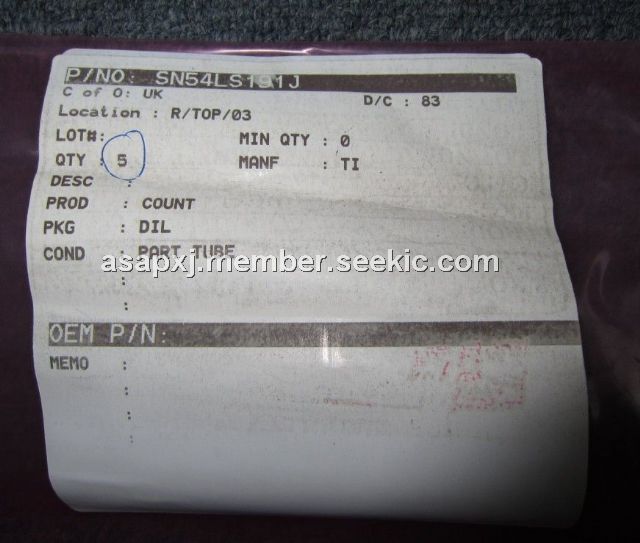 P/NO: SN54LS191J
C of O: UK D/C : 83
Location : R/TOP/03
LOT#: MIN QTY : 0
QTY : 5 MANF : TI
DESC :
PROD : COUNT
PKG : DIL
COND : PART TUBE
asapxj.member.seekic.com
:
:
OEM P/N:
MEMO :
:
:
: